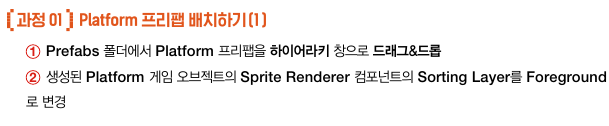 [과정 01] Platform 프리팹 배치하기(1)
① Prefabs 폴더에서 Platform 프리팹을 하이어라키 창으로 드래그&드롭
② 생성된 Platform 게임 오브젝트의 Sprite Renderer 컴포넌트의 Sorting Layer를 Foreground
로 변경